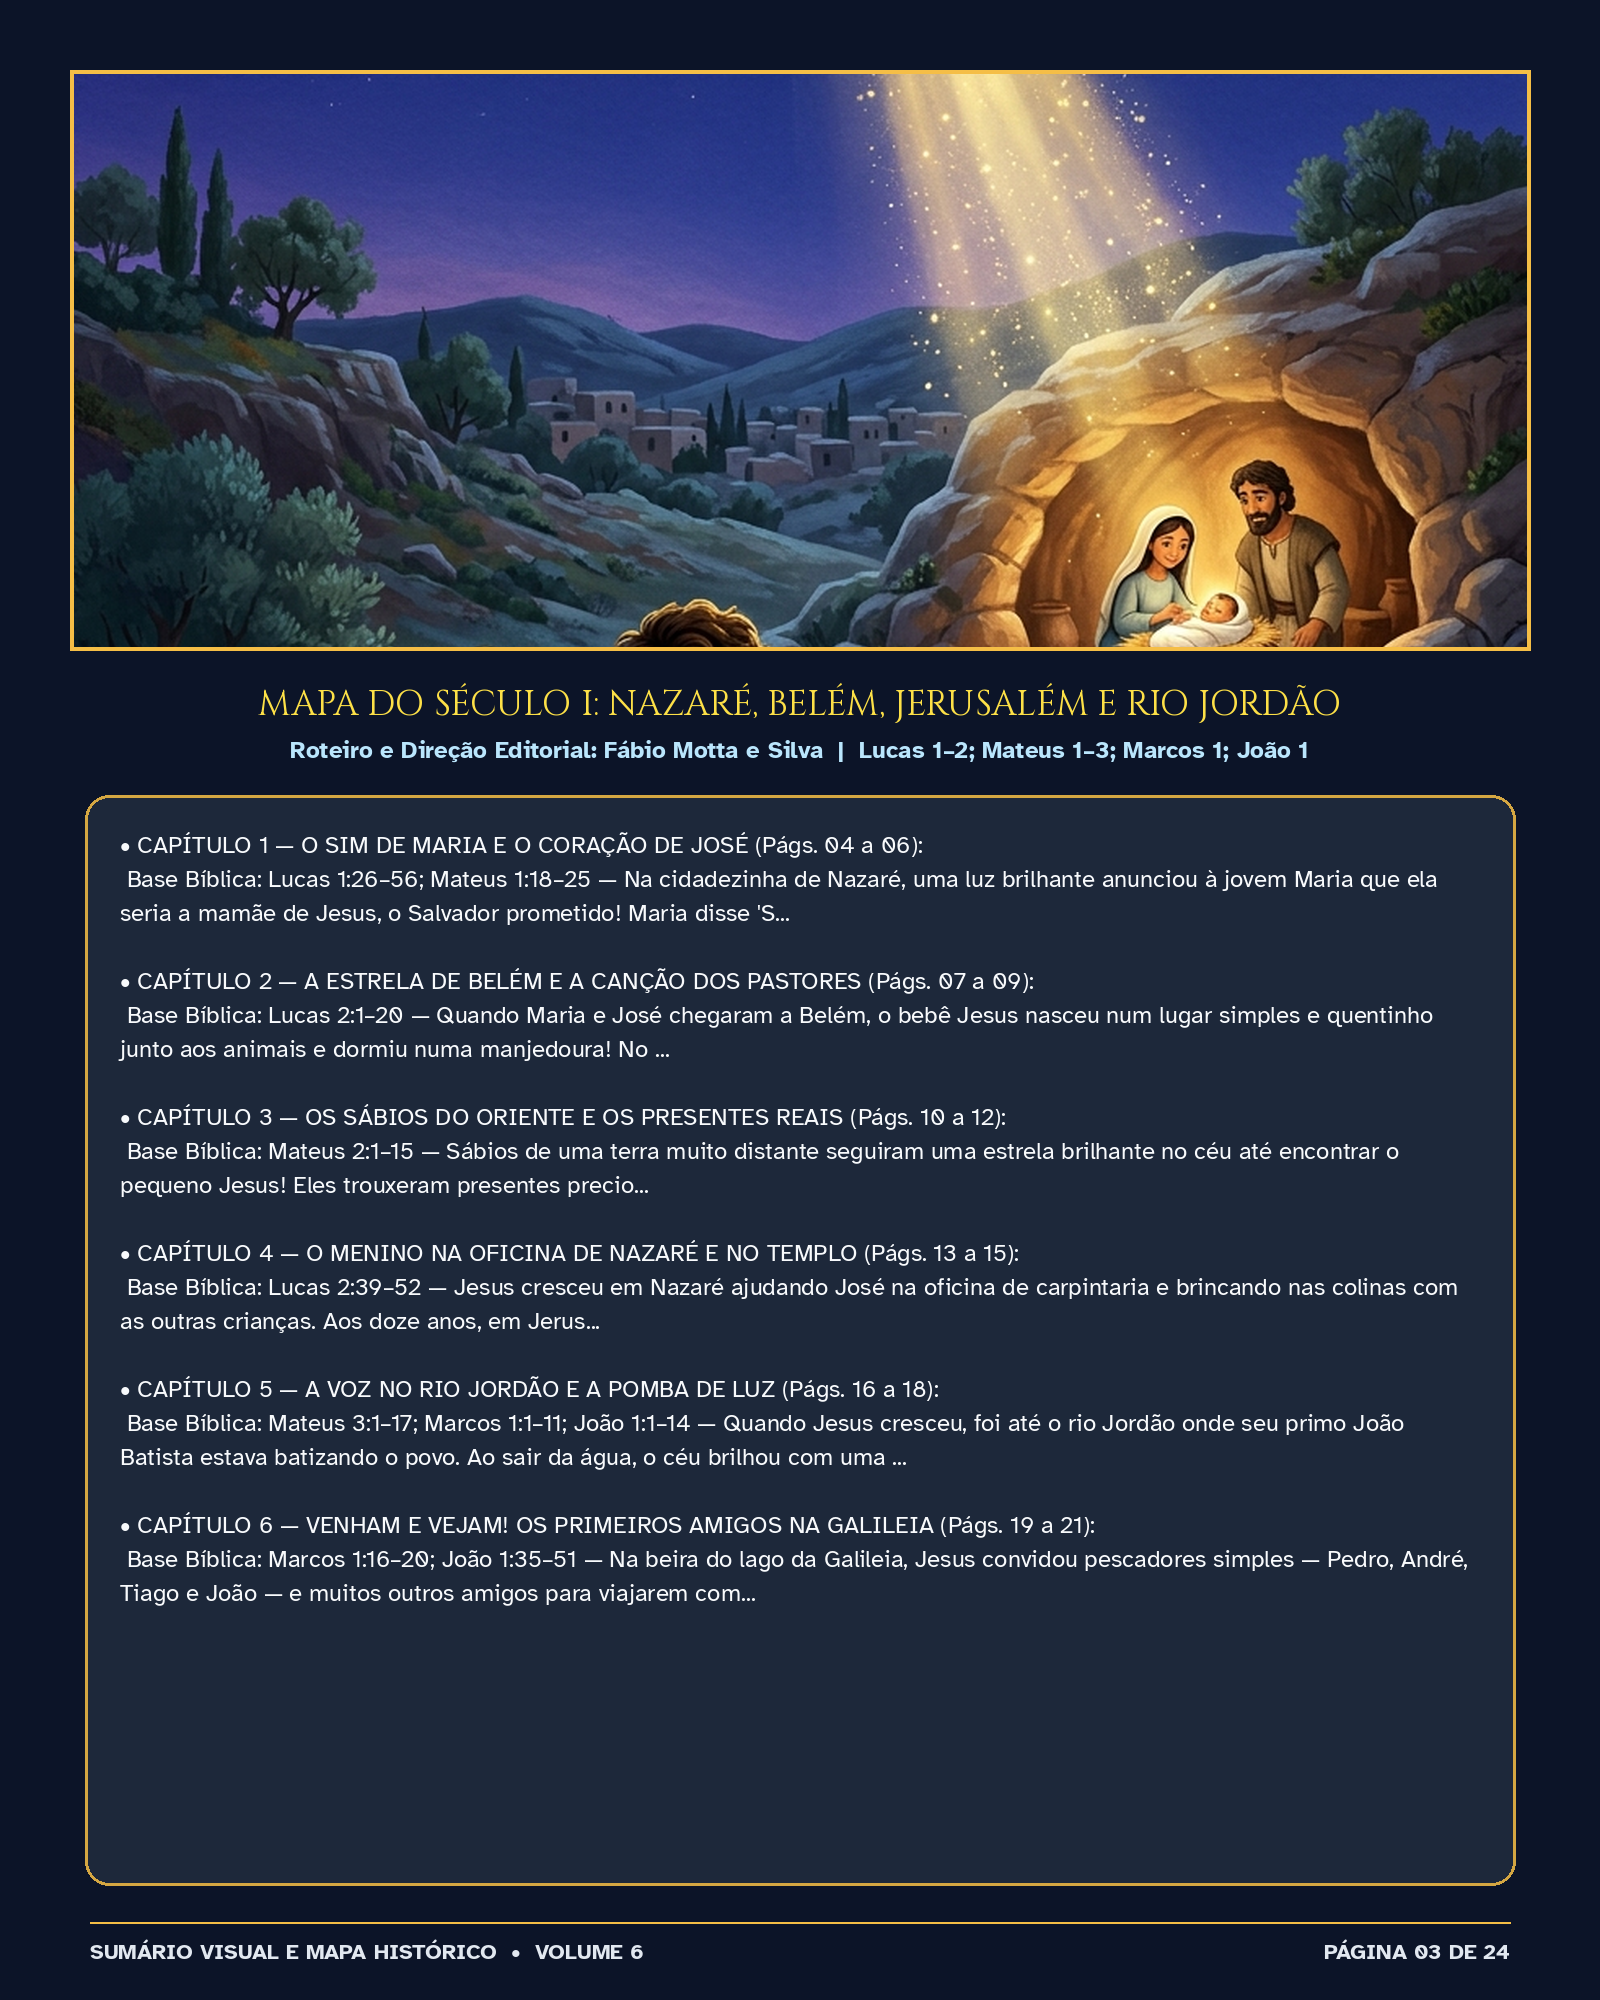 MAPA DO SÉCULO I: NAZARÉ, BELÉM, JERUSALÉM E RIO JORDÃO
Roteiro e Direção Editorial: Fábio Motta e Silva | Lucas 1–2; Mateus 1–3; Marcos 1; João 1
• CAPÍTULO 1 — O SIM DE MARIA E O CORAÇÃO DE JOSÉ (Págs. 04 a 06):
Base Bíblica: Lucas 1:26–56; Mateus 1:18–25 — Na cidadezinha de Nazaré, uma luz brilhante anunciou à jovem Maria que ela
seria a mamãe de Jesus, o Salvador prometido! Maria disse 'S...
• CAPÍTULO 2 — A ESTRELA DE BELÉM E A CANÇÃO DOS PASTORES (Págs. 07 a 09):
Base Bíblica: Lucas 2:1–20 — Quando Maria e José chegaram a Belém, o bebê Jesus nasceu num lugar simples e quentinho
junto aos animais e dormiu numa manjedoura! No ...
• CAPÍTULO 3 — OS SÁBIOS DO ORIENTE E OS PRESENTES REAIS (Págs. 10 a 12):
Base Bíblica: Mateus 2:1–15 — Sábios de uma terra muito distante seguiram uma estrela brilhante no céu até encontrar o
pequeno Jesus! Eles trouxeram presentes precio...
• CAPÍTULO 4 — O MENINO NA OFICINA DE NAZARÉ E NO TEMPLO (Págs. 13 a 15):
Base Bíblica: Lucas 2:39–52 — Jesus cresceu em Nazaré ajudando José na oficina de carpintaria e brincando nas colinas com
as outras crianças. Aos doze anos, em Jerus...
• CAPÍTULO 5 — A VOZ NO RIO JORDÃO E A POMBA DE LUZ (Págs. 16 a 18):
Base Bíblica: Mateus 3:1–17; Marcos 1:1–11; João 1:1–14 — Quando Jesus cresceu, foi até o rio Jordão onde seu primo João
Batista estava batizando o povo. Ao sair da água, o céu brilhou com uma ...
• CAPÍTULO 6 — VENHAM E VEJAM! OS PRIMEIROS AMIGOS NA GALILEIA (Págs. 19 a 21):
Base Bíblica: Marcos 1:16–20; João 1:35–51 — Na beira do lago da Galileia, Jesus convidou pescadores simples — Pedro, André,
Tiago e João — e muitos outros amigos para viajarem com...
SUMÁRIO VISUAL E MAPA HISTÓRICO • VOLUME 6
PÁGINA 03 DE 24